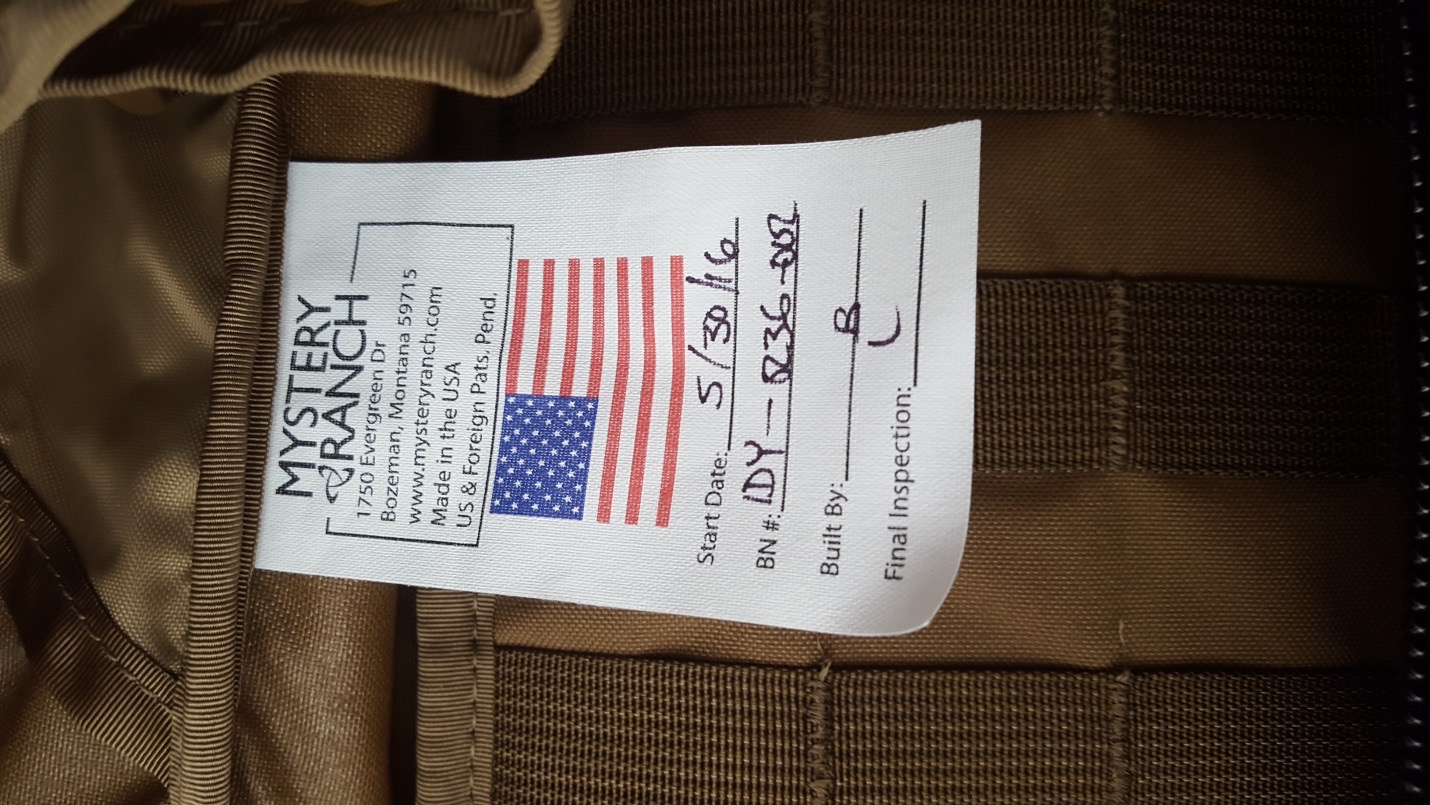 MYSTERY
RANCH
1750 Evergreen Dr
Bozeman, Montana 59715
www.mysteryranch.com
Made in the USA
Us & Foreign Pats. Pend.
Start Date: 5/30/16
BN #:
Built By: B
Final Inspection: L